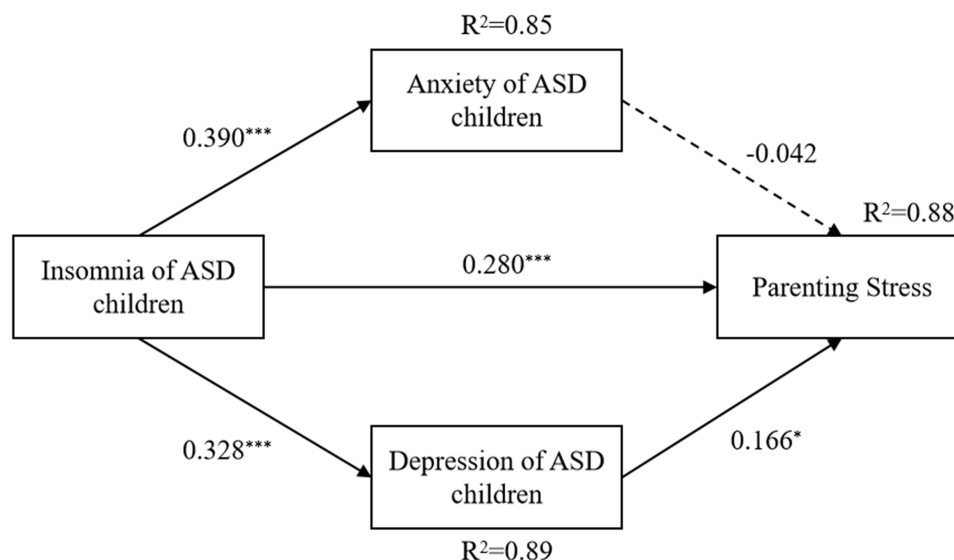 R²=0.85
Anxiety of ASD
children
0.390***
-0.042
R²=0.88
Insomnia of ASD
children
0.280***
Parenting Stress
0.328***
0.166*
Depression of ASD
children
R²=0.89